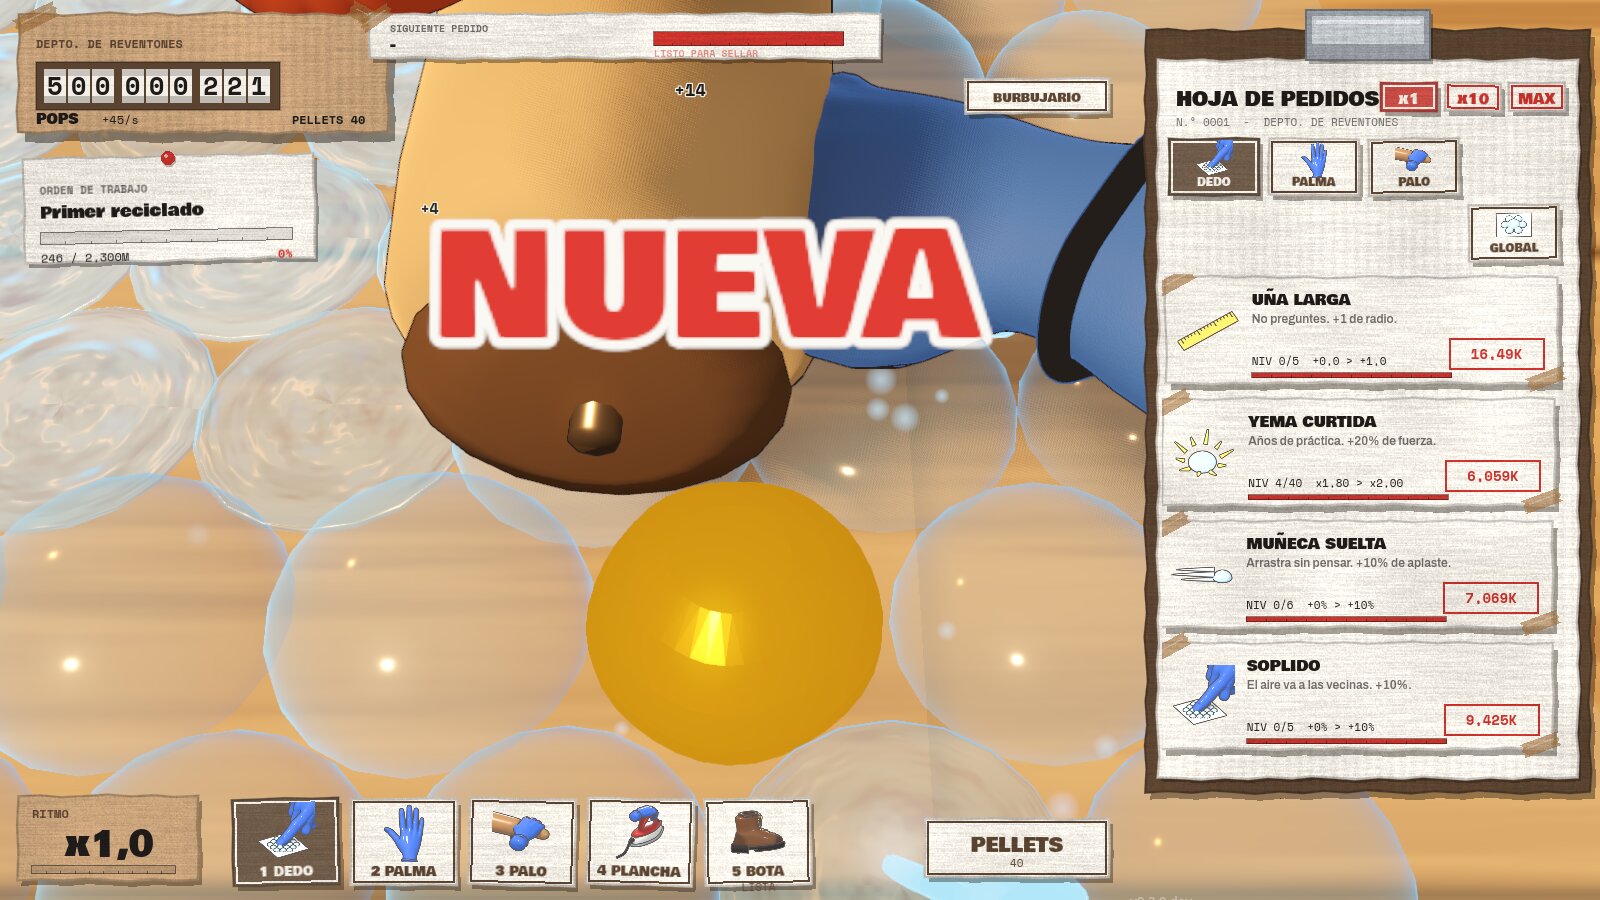 DEPTO. DE REVENTONES
500 000 221
POPS +45/s PELLETS 40
SIGUIENTE PEDIDO
-
LISTO PARA SELLAR
ORDEN DE TRABAJO
Primer reciclado
246 / 2,300M 0%
+14
+4
NUEVA
BURBUJARIO
HOJA DE PEDIDOS x1 x10 MAX
N.° 0001 - DEPTO. DE REVENTONES
DEDO PALMA PALO
GLOBAL
UÑA LARGA
No preguntes. +1 de radio.
NIV 0/5 +0,0 > +1,0 16,49K
YEMA CURTIDA
Años de práctica. +20% de fuerza.
NIV 4/40 x1,80 > x2,00 6,059K
MUÑECA SUELTA
Arrastra sin pensar. +10% de aplaste.
NIV 0/6 +0% > +10% 7,069K
SOPLIDO
El aire va a las vecinas. +10%.
NIV 0/5 +0% > +10% 9,425K
RITMO
x1,0
1 DEDO 2 PALMA 3 PALO 4 PLANCHA 5 BOTA
LISTA
PELLETS
40